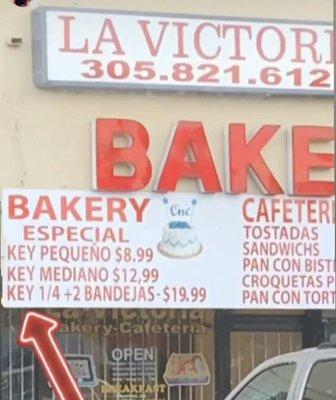 LA VICTORI
305.821.612
BAKE
BAKERY
ESPECIAL
KEY PEQUEÑO $8.99
KEY MEDIANO $12,99
KEY 1/4 +2 BANDEJAS-$19.99
One
CAFETERI
TOSTADAS
SANDWICHS
PAN CON BIST
CROQUETAS P
PAN CON TORT
La Victoria
Bakery-Cafeteria
OPEN
BREAKFAST